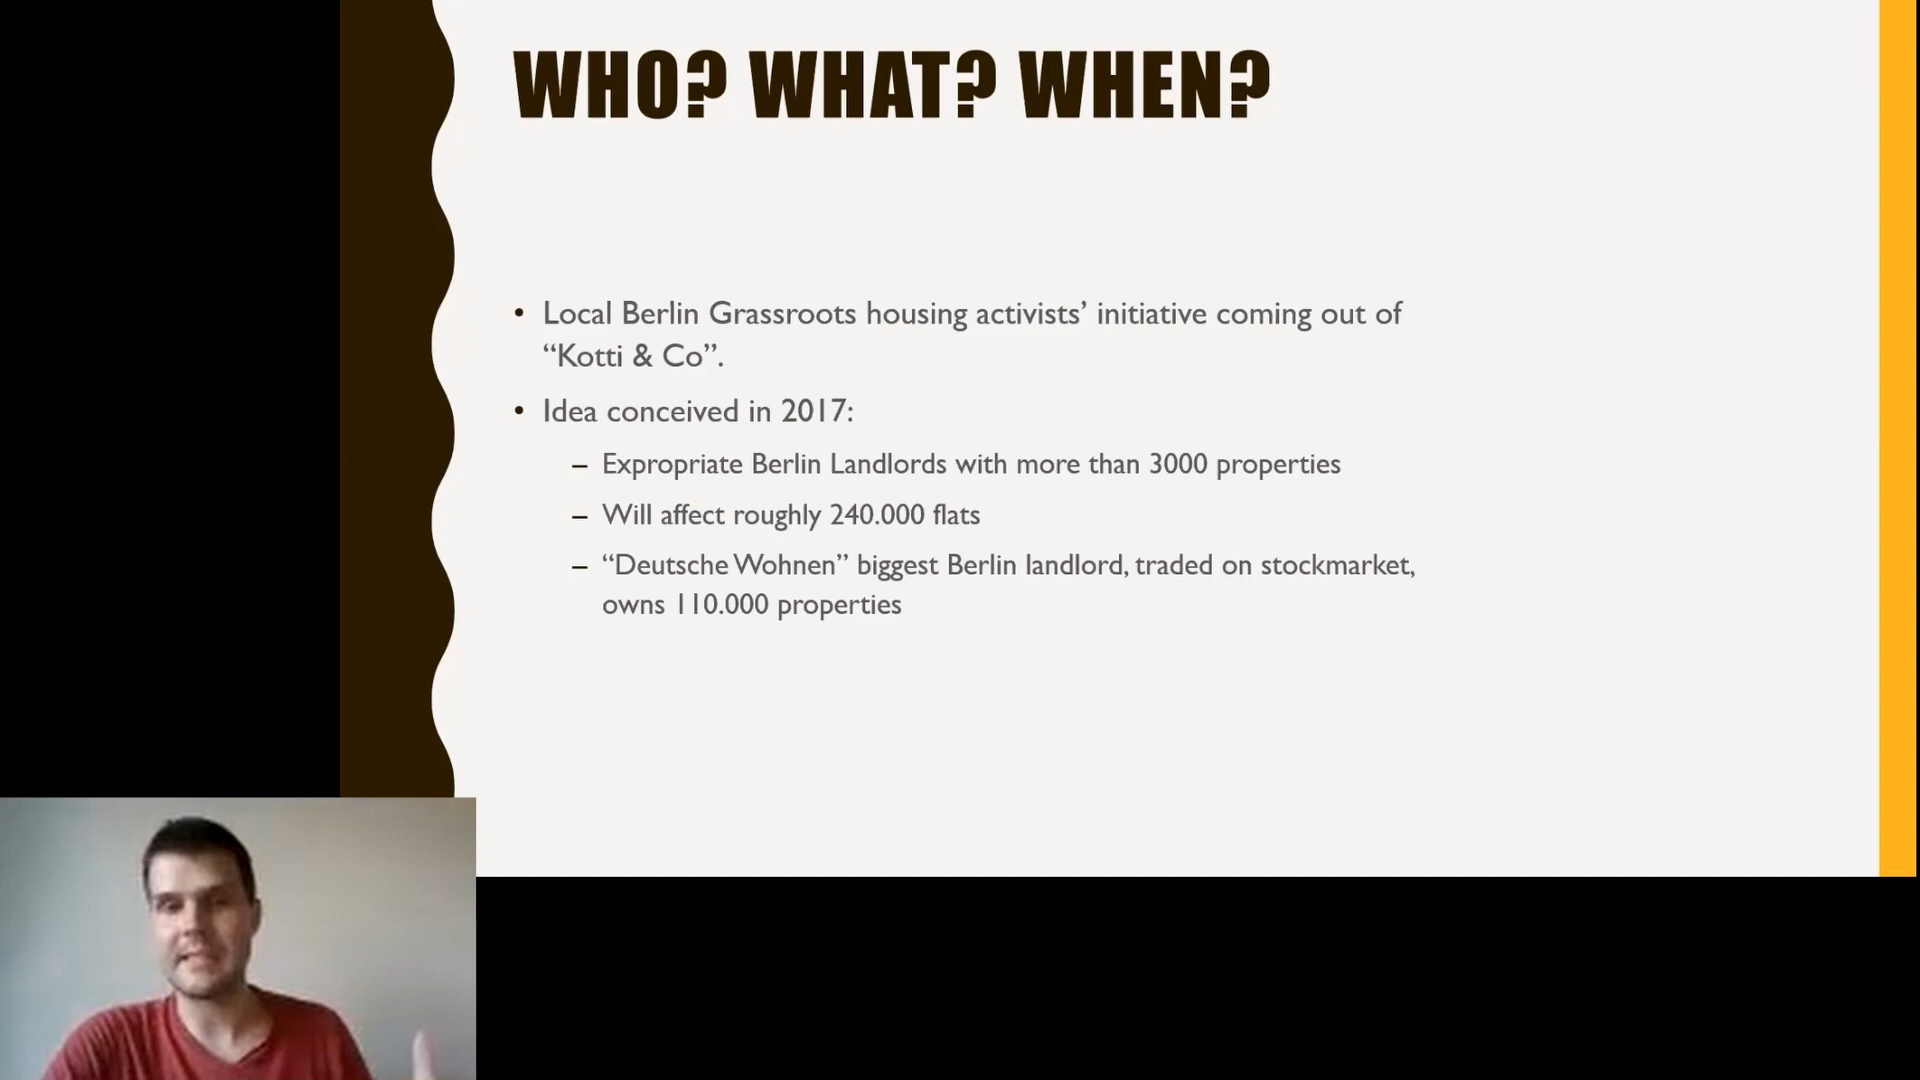 WHO? WHAT? WHEN?
• Local Berlin Grassroots housing activists’ initiative coming out of
“Kotti & Co”.
• Idea conceived in 2017:
– Expropriate Berlin Landlords with more than 3000 properties
– Will affect roughly 240.000 flats
– “Deutsche Wohnen” biggest Berlin landlord, traded on stockmarket,
owns 110.000 properties